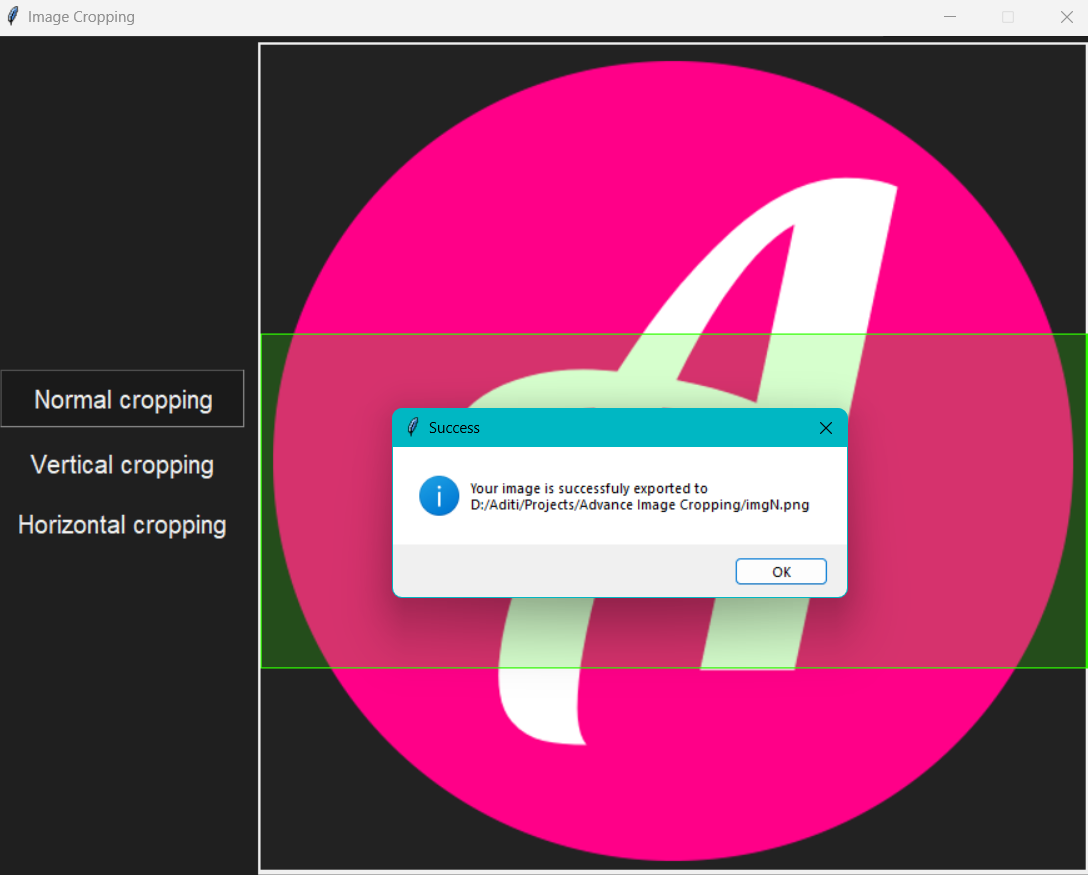 Image Cropping
Normal cropping
Vertical cropping
Horizontal cropping
A
Success
Your image is successfuly exported to
D:/Aditi/Projects/Advance Image Cropping/imgN.png
OK